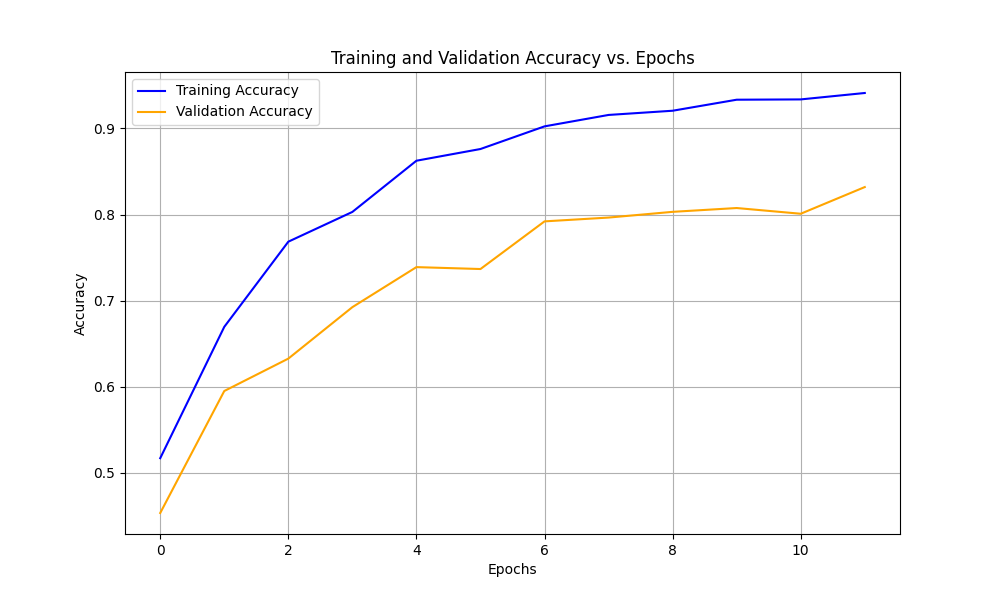 Training and Validation Accuracy vs. Epochs
Training Accuracy
Validation Accuracy
0.9
0.8
0.7
0.6
0.5
Accuracy
0 2 4 6 8 10
Epochs